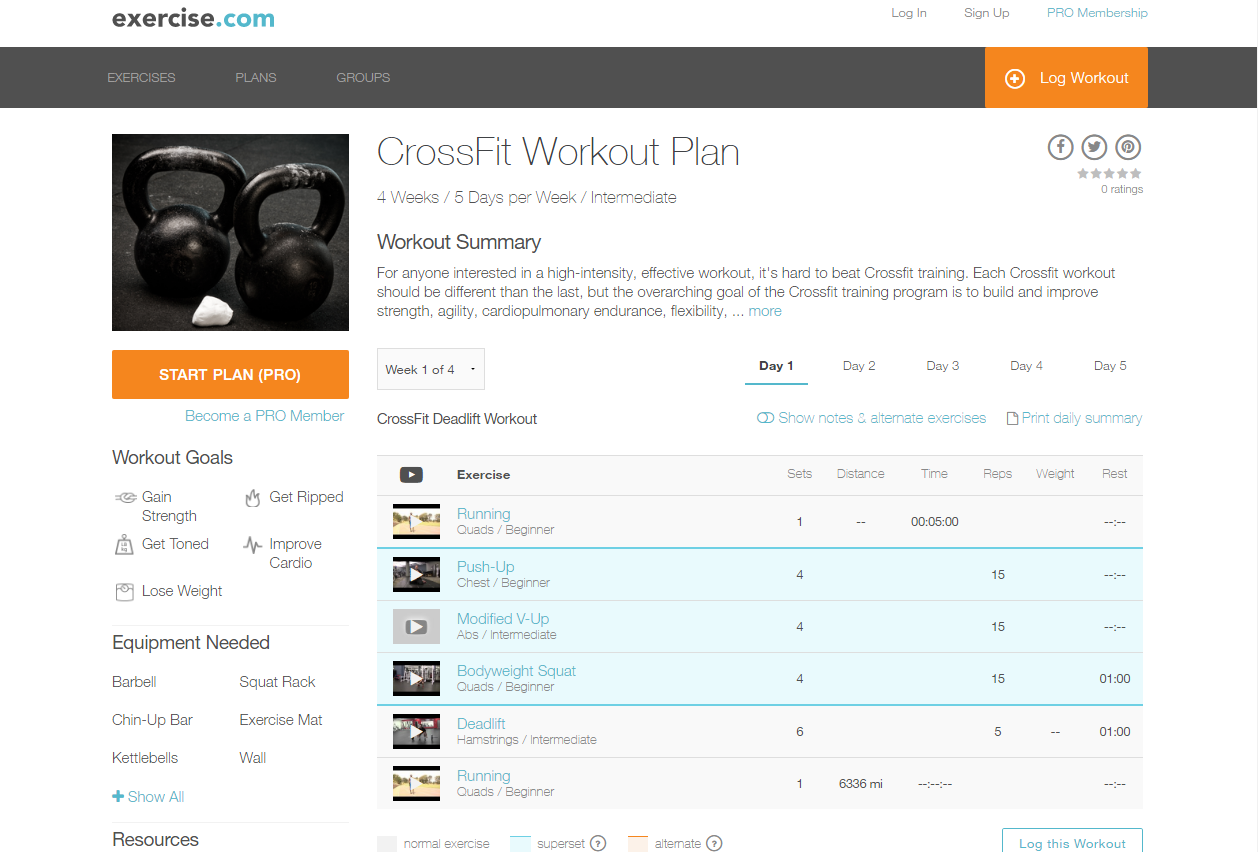 exercise.com
Log In
Sign Up
PRO Membership
EXERCISES
PLANS
GROUPS
Log Workout
CrossFit Workout Plan
4 Weeks / 5 Days per Week / Intermediate
0 ratings
Workout Summary
For anyone interested in a high-intensity, effective workout, it's hard to beat Crossfit training. Each Crossfit workout
should be different than the last, but the overarching goal of the Crossfit training program is to build and improve
strength, agility, cardiopulmonary endurance, flexibility, ... more
START PLAN (PRO)
Become a PRO Member
Workout Goals
Gain
Strength
Get Ripped
Get Toned
Improve
Cardio
Lose Weight
Equipment Needed
Barbell
Squat Rack
Chin-Up Bar
Exercise Mat
Kettlebells
Wall
Show All
Resources
Week 1 of 4
Day 1
Day 2
Day 3
Day 4
Day 5
CrossFit Deadlift Workout
Show notes & alternate exercises
Print daily summary
Exercise Sets Distance Time Reps Weight Rest
Running
Quads / Beginner
1 -- 00:05:00 --:--
Push-Up
Chest / Beginner
4 15 --:--
Modified V-Up
Abs / Intermediate
4 15 --:--
Bodyweight Squat
Quads / Beginner
4 15 01:00
Deadlift
Hamstrings / Intermediate
6 5 -- 01:00
Running
Quads / Beginner
1 6336 mi --:--:-- --:--
normal exercise
superset ?
alternate ?
Log this Workout